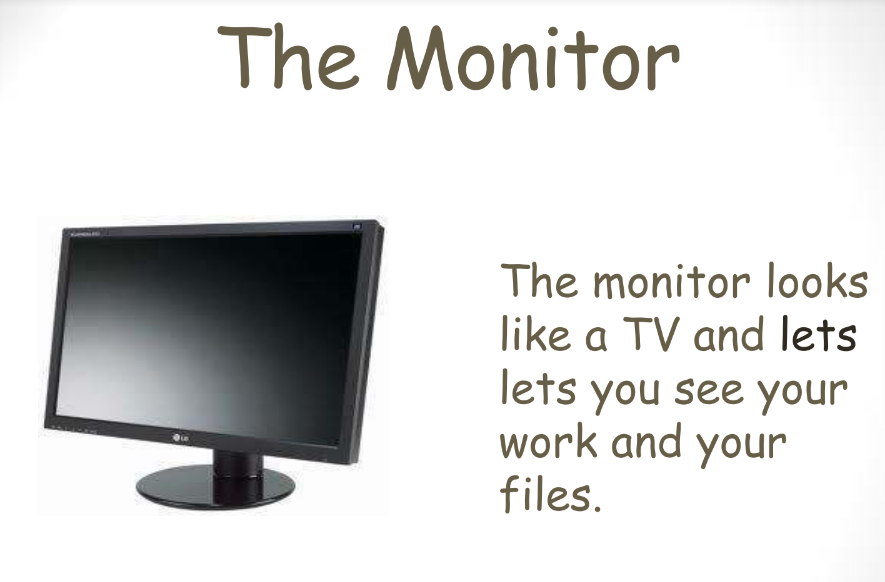 The Monitor
LG
The monitor looks
like a TV and lets
lets you see your
work and your
files.